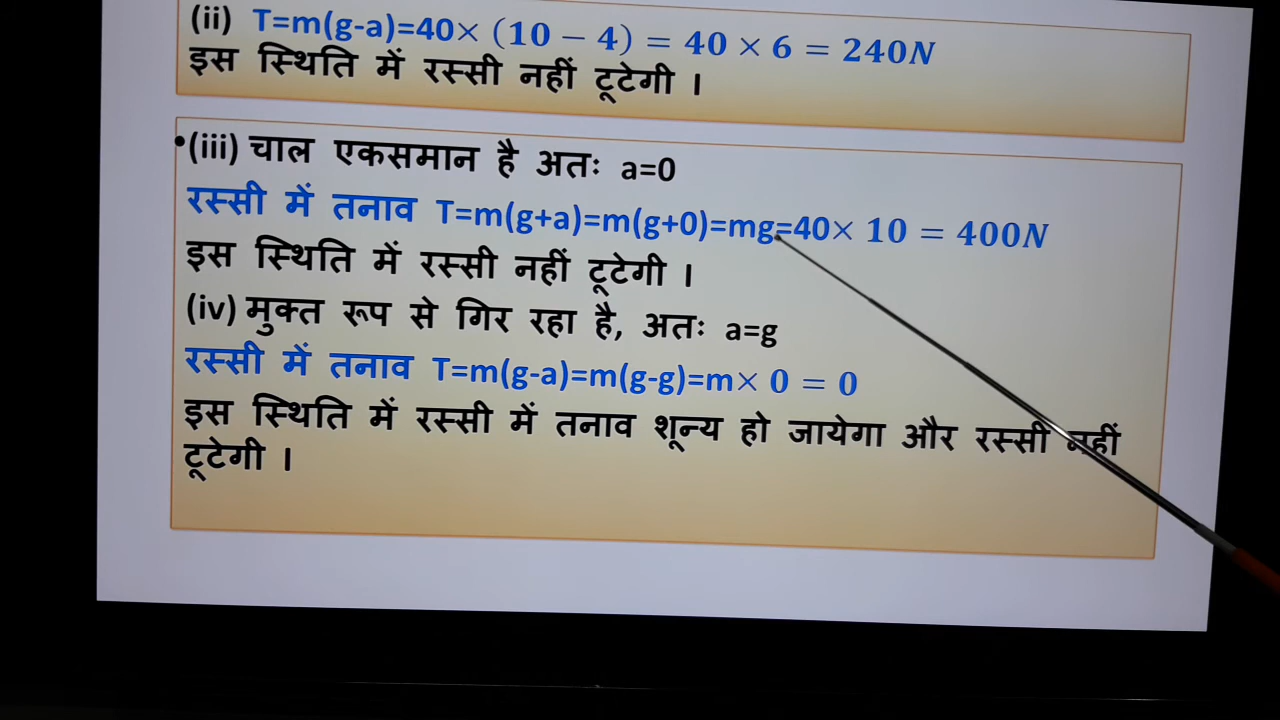 (ii) T=m(g-a)=40× (10 − 4) = 40 × 6 = 240N
इस स्थिति में रस्सी नहीं टूटेगी ।
•(iii) चाल एकसमान है अतः a=0
रस्सी में तनाव T=m(g+a)=m(g+0)=mg=40× 10 = 400N
इस स्थिति में रस्सी नहीं टूटेगी ।
(iv) मुक्त रूप से गिर रहा है, अतः a=g
रस्सी में तनाव T=m(g-a)=m(g-g)=m× 0 = 0
इस स्थिति में रस्सी में तनाव शून्य हो जायेगा और रस्सी नहीं
टूटेगी ।